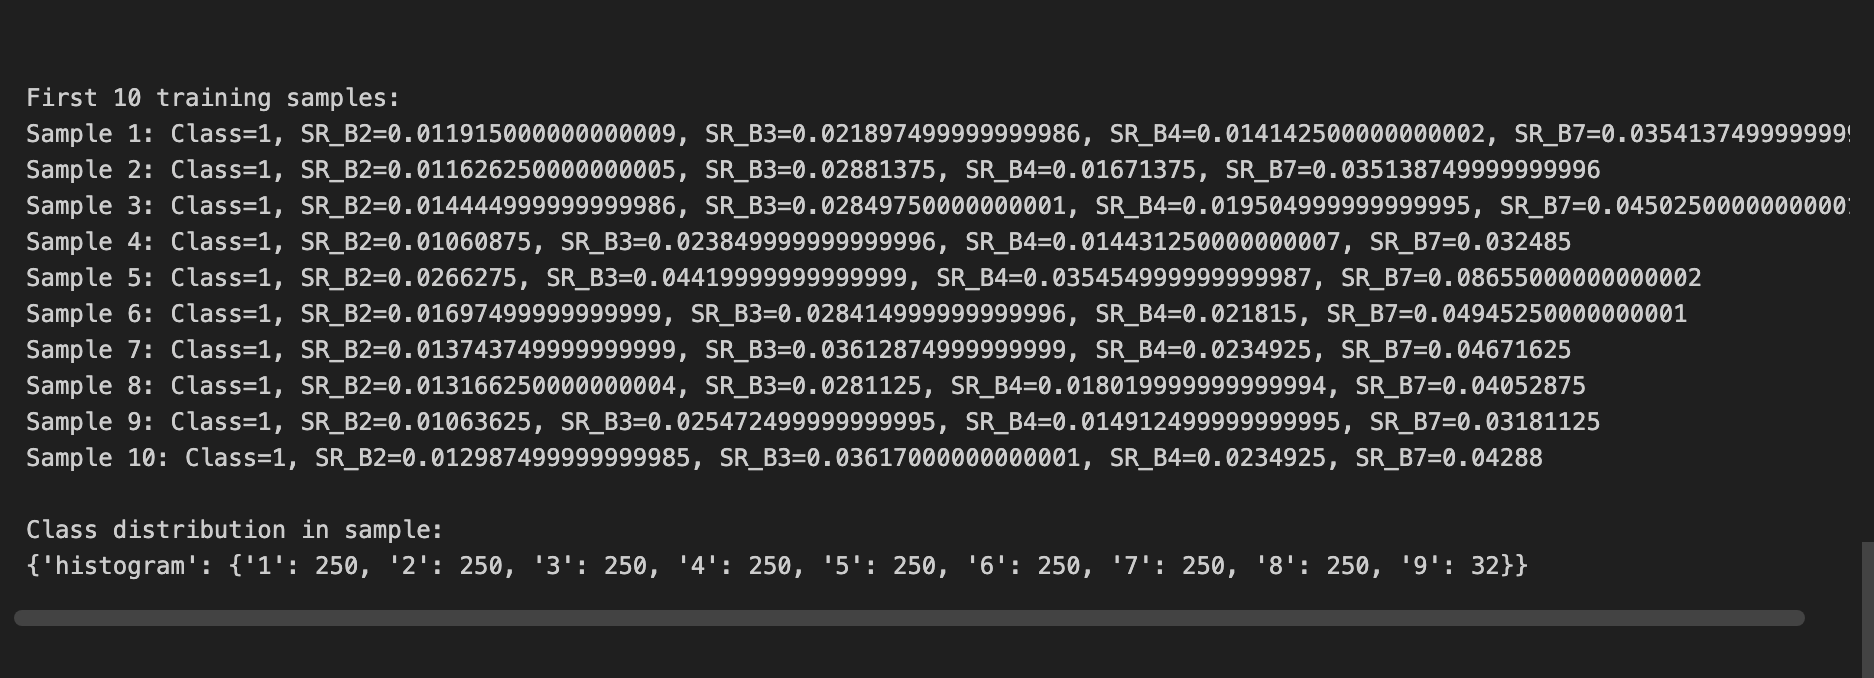 First 10 training samples:
Sample 1: Class=1, SR_B2=0.011915000000000009, SR_B3=0.021897499999999986, SR_B4=0.014142500000000002, SR_B7=0.035413749999999
Sample 2: Class=1, SR_B2=0.011626250000000005, SR_B3=0.02881375, SR_B4=0.01671375, SR_B7=0.035138749999999996
Sample 3: Class=1, SR_B2=0.014444999999999986, SR_B3=0.02849750000000001, SR_B4=0.019504999999999995, SR_B7=0.0450250000000000
Sample 4: Class=1, SR_B2=0.01060875, SR_B3=0.023849999999999996, SR_B4=0.014431250000000007, SR_B7=0.032485
Sample 5: Class=1, SR_B2=0.0266275, SR_B3=0.04419999999999999, SR_B4=0.035454999999999987, SR_B7=0.08655000000000002
Sample 6: Class=1, SR_B2=0.01697499999999999, SR_B3=0.028414999999999996, SR_B4=0.021815, SR_B7=0.04945250000000001
Sample 7: Class=1, SR_B2=0.013743749999999999, SR_B3=0.03612874999999999, SR_B4=0.0234925, SR_B7=0.04671625
Sample 8: Class=1, SR_B2=0.013166250000000004, SR_B3=0.0281125, SR_B4=0.018019999999999994, SR_B7=0.04052875
Sample 9: Class=1, SR_B2=0.01063625, SR_B3=0.025472499999999995, SR_B4=0.014912499999999995, SR_B7=0.03181125
Sample 10: Class=1, SR_B2=0.012987499999999985, SR_B3=0.03617000000000001, SR_B4=0.0234925, SR_B7=0.04288
Class distribution in sample:
{'histogram': {'1': 250, '2': 250, '3': 250, '4': 250, '5': 250, '6': 250, '7': 250, '8': 250, '9': 32}}